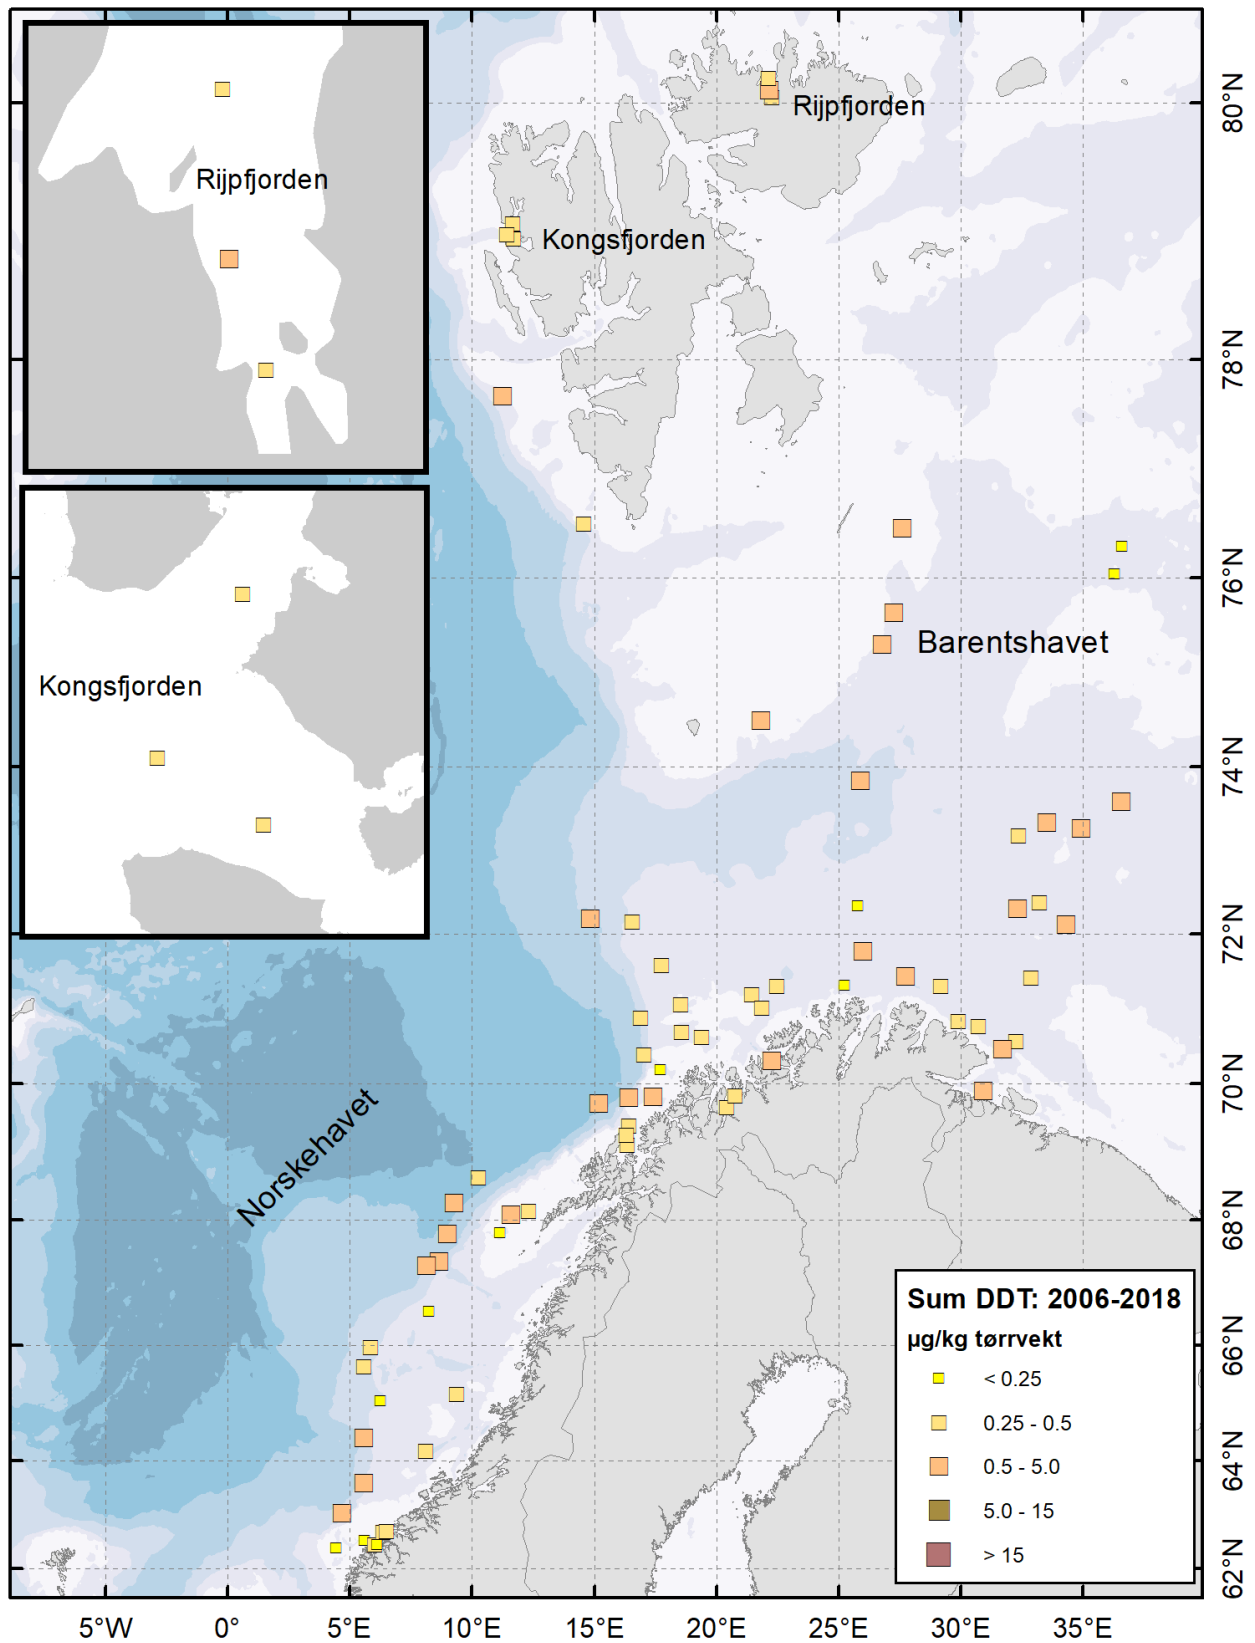 Rijpfjorden
Rijpfjorden
Kongsfjorden
Kongsfjorden
Barentshavet
Norskehavet
Sum DDT: 2006-2018
µg/kg tørrvekt
< 0.25
0.25 - 0.5
0.5 - 5.0
5.0 - 15
> 15
80°N
78°N
76°N
74°N
72°N
70°N
68°N
66°N
64°N
62°N
5°W
0°
5°E
10°E
15°E
20°E
25°E
30°E
35°E